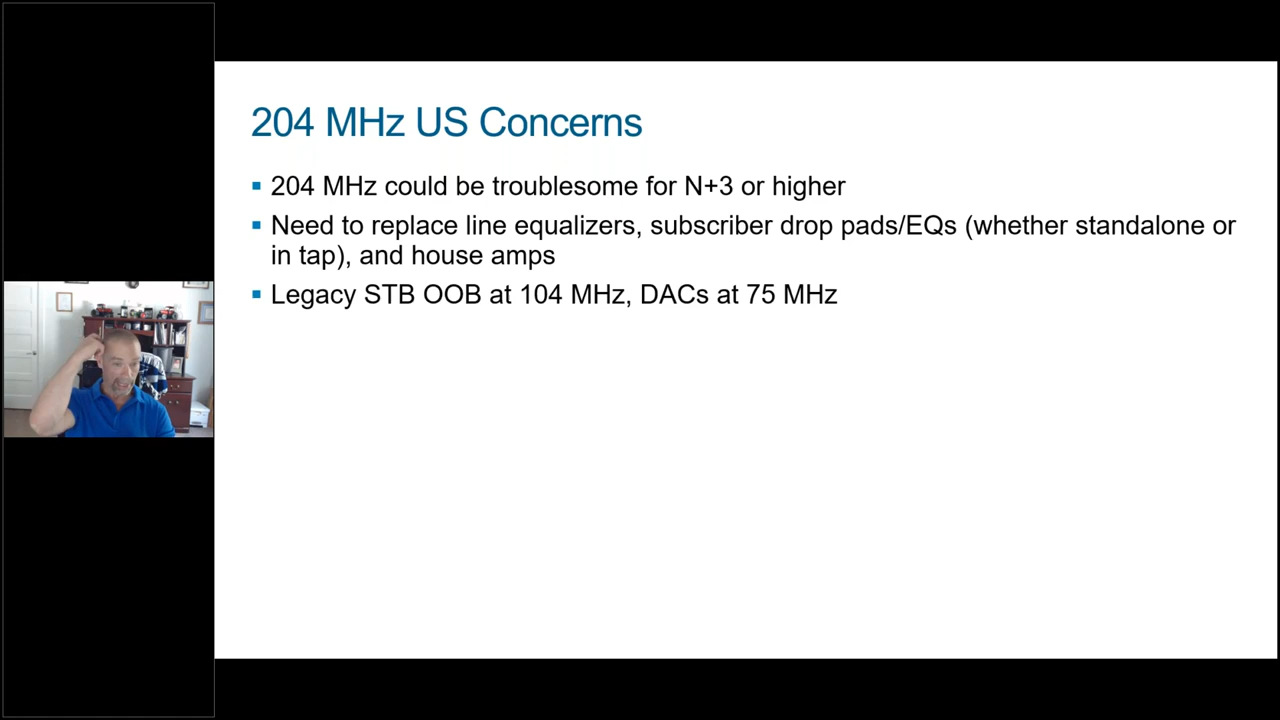 204 MHz US Concerns
204 MHz could be troublesome for N+3 or higher
Need to replace line equalizers, subscriber drop pads/EQs (whether standalone or
in tap), and house amps
Legacy STB OOB at 104 MHz, DACs at 75 MHz